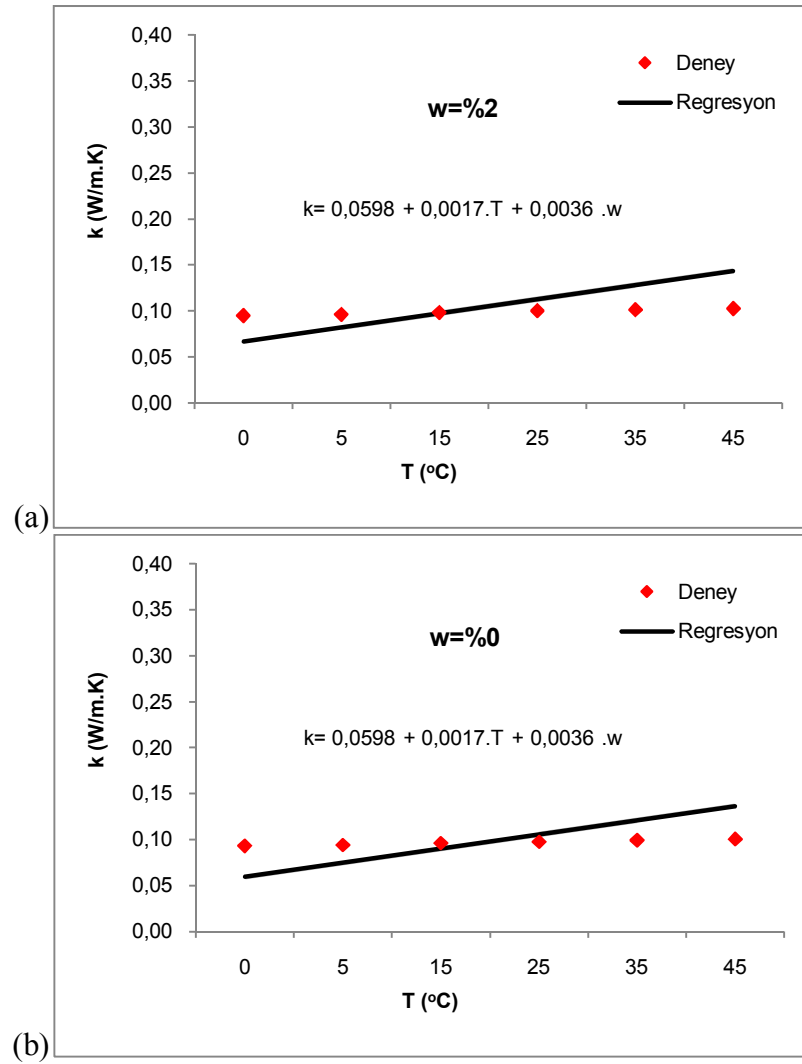 0,40
Deney
0,35
Regresyon
w=%2
0,30
0,25
k= 0,0598 + 0,0017.T + 0,0036 .w
k (W/m.K)
0,20
0,15
0,10
0,05
0,00
0 5 15 25 35 45
T (ºC)
(a)
0,40
Deney
0,35
Regresyon
w=%0
0,30
0,25
k= 0,0598 + 0,0017.T + 0,0036 .w
k (W/m.K)
0,20
0,15
0,10
0,05
0,00
0 5 15 25 35 45
T (ºC)
(b)